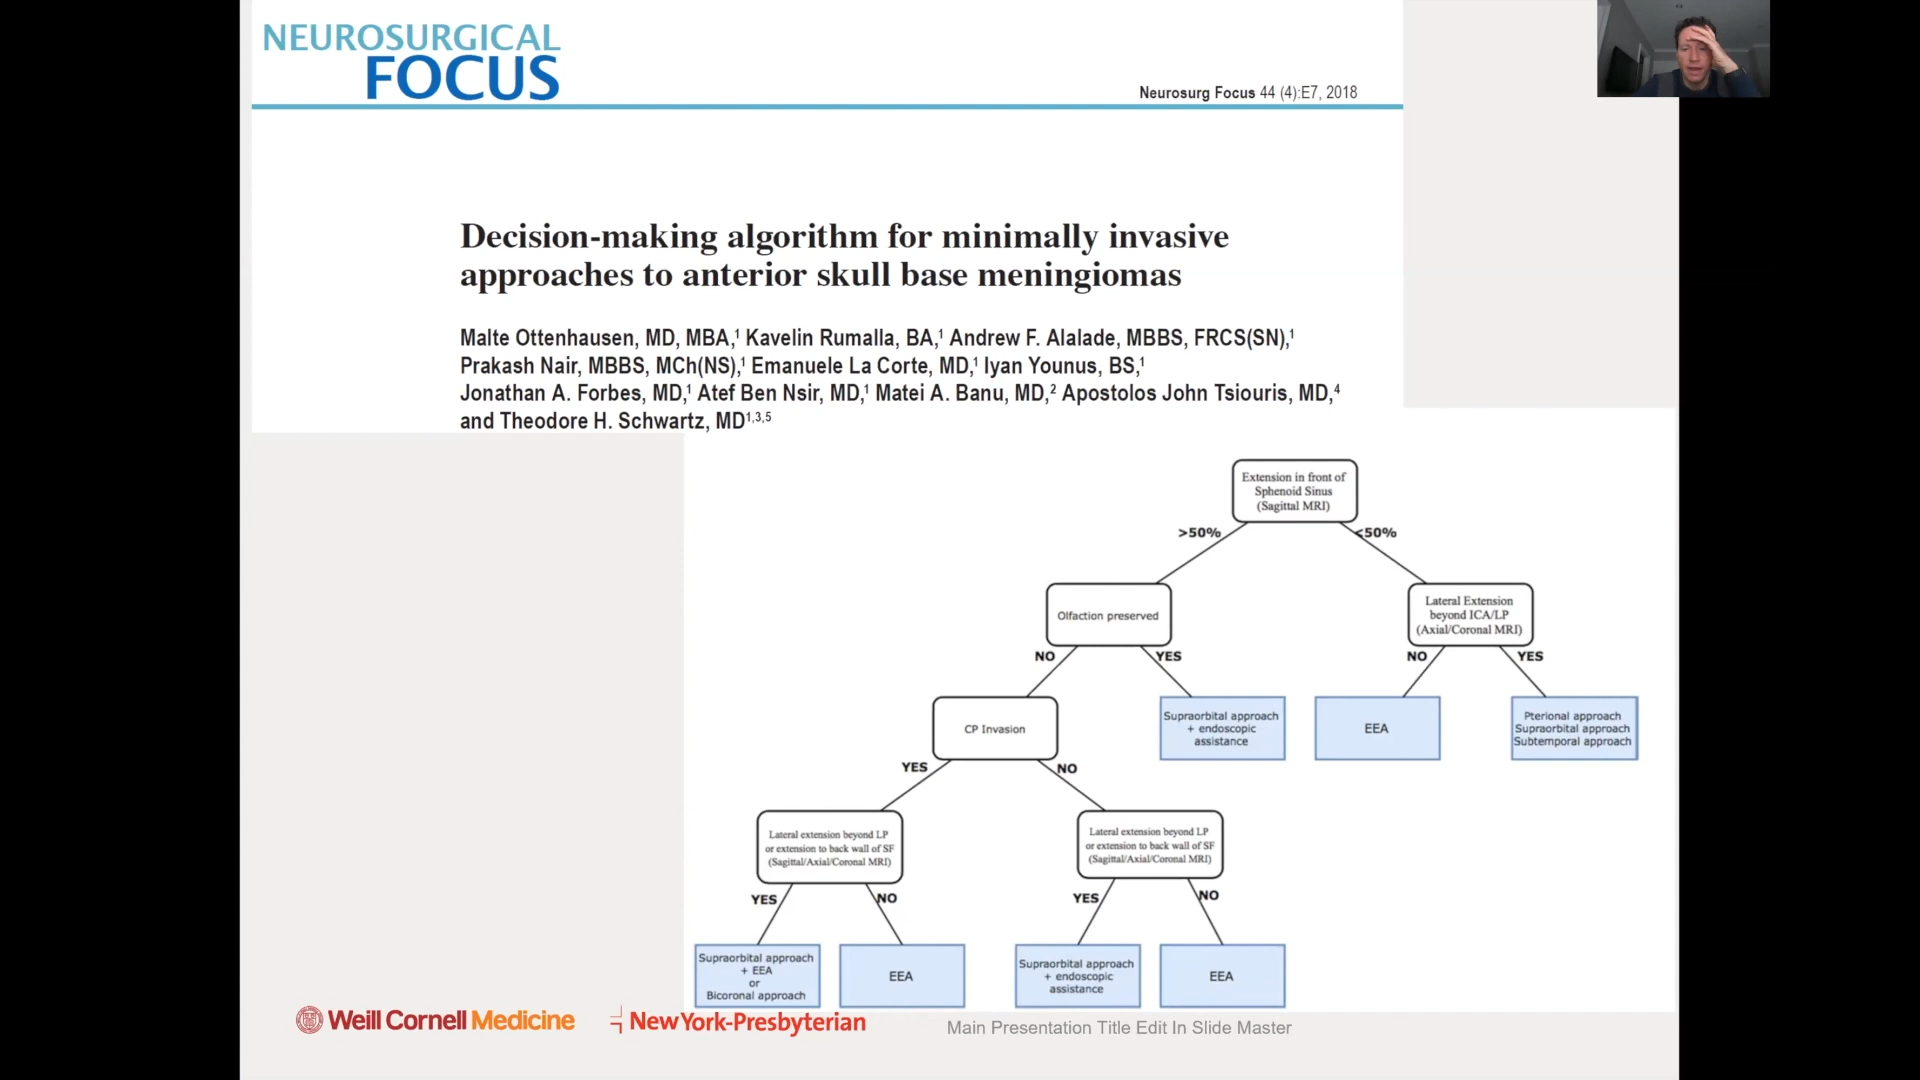 NEUROSURGICAL
FOCUS
Neurosurg Focus 44 (4):E7, 2018
Decision-making algorithm for minimally invasive
approaches to anterior skull base meningiomas
Malte Ottenhausen, MD, MBA,1 Kavelin Rumalla, BA,1 Andrew F. Alalade, MBBS, FRCS(SN),1
Prakash Nair, MBBS, MCh(NS),1 Emanuele La Corte, MD,1 Iyan Younus, BS,1
Jonathan A. Forbes, MD,1 Atef Ben Nsir, MD,1 Matei A. Banu, MD,2 Apostolos John Tsiouris, MD,4
and Theodore H. Schwartz, MD1,3,5
Extension in front of
Sphenoid Sinus
(Sagittal MRI)
>50%
<50%
Olfaction preserved
Lateral Extension
beyond ICA/LP
(Axial/Coronal MRI)
NO
YES
NO
YES
CP Invasion
Supraorbital approach
+ endoscopic
assistance
EEA
Pterional approach
Supraorbital approach
Subtemporal approach
YES
NO
Lateral extension beyond LP
or extension to back wall of SF
(Sagittal/Axial/Coronal MRI)
Lateral extension beyond LP
or extension to back wall of SF
(Sagittal/Axial/Coronal MRI)
YES
NO
YES
NO
Supraorbital approach
+ EEA
or
Bicoronal approach
EEA
Supraorbital approach
+ endoscopic
assistance
EEA
Weill Cornell Medicine
NewYork-Presbyterian
Main Presentation Title Edit In Slide Master